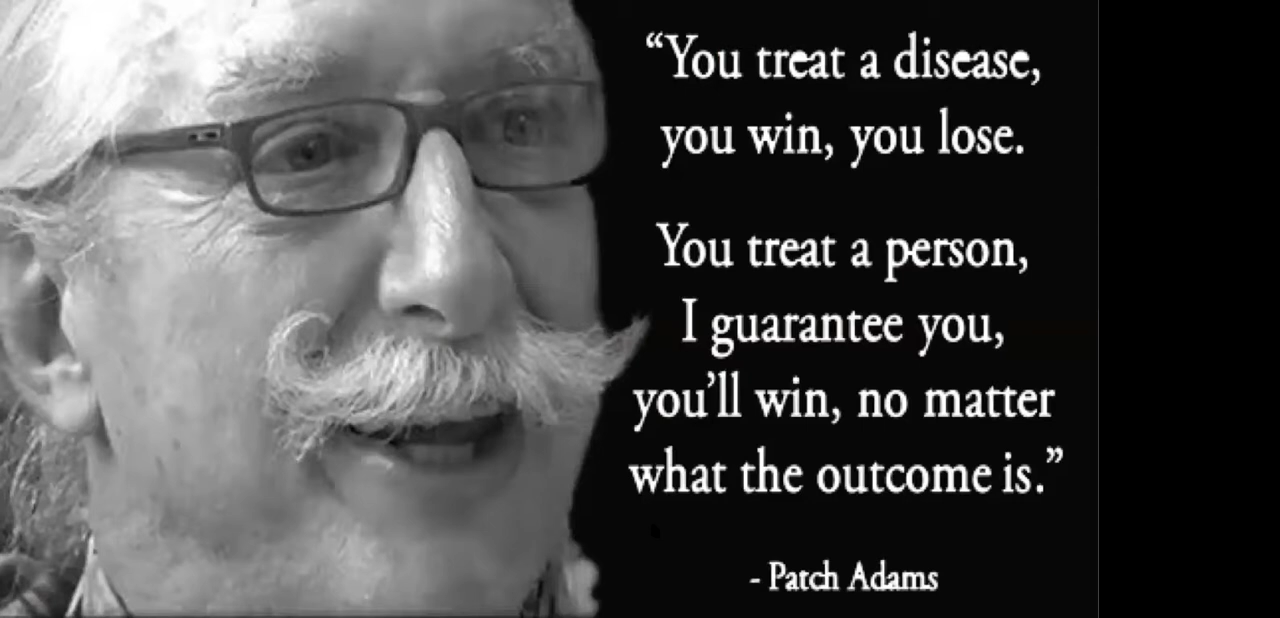 “You treat a disease,
you win, you lose.
You treat a person,
I guarantee you,
you’ll win, no matter
what the outcome is.”
- Patch Adams